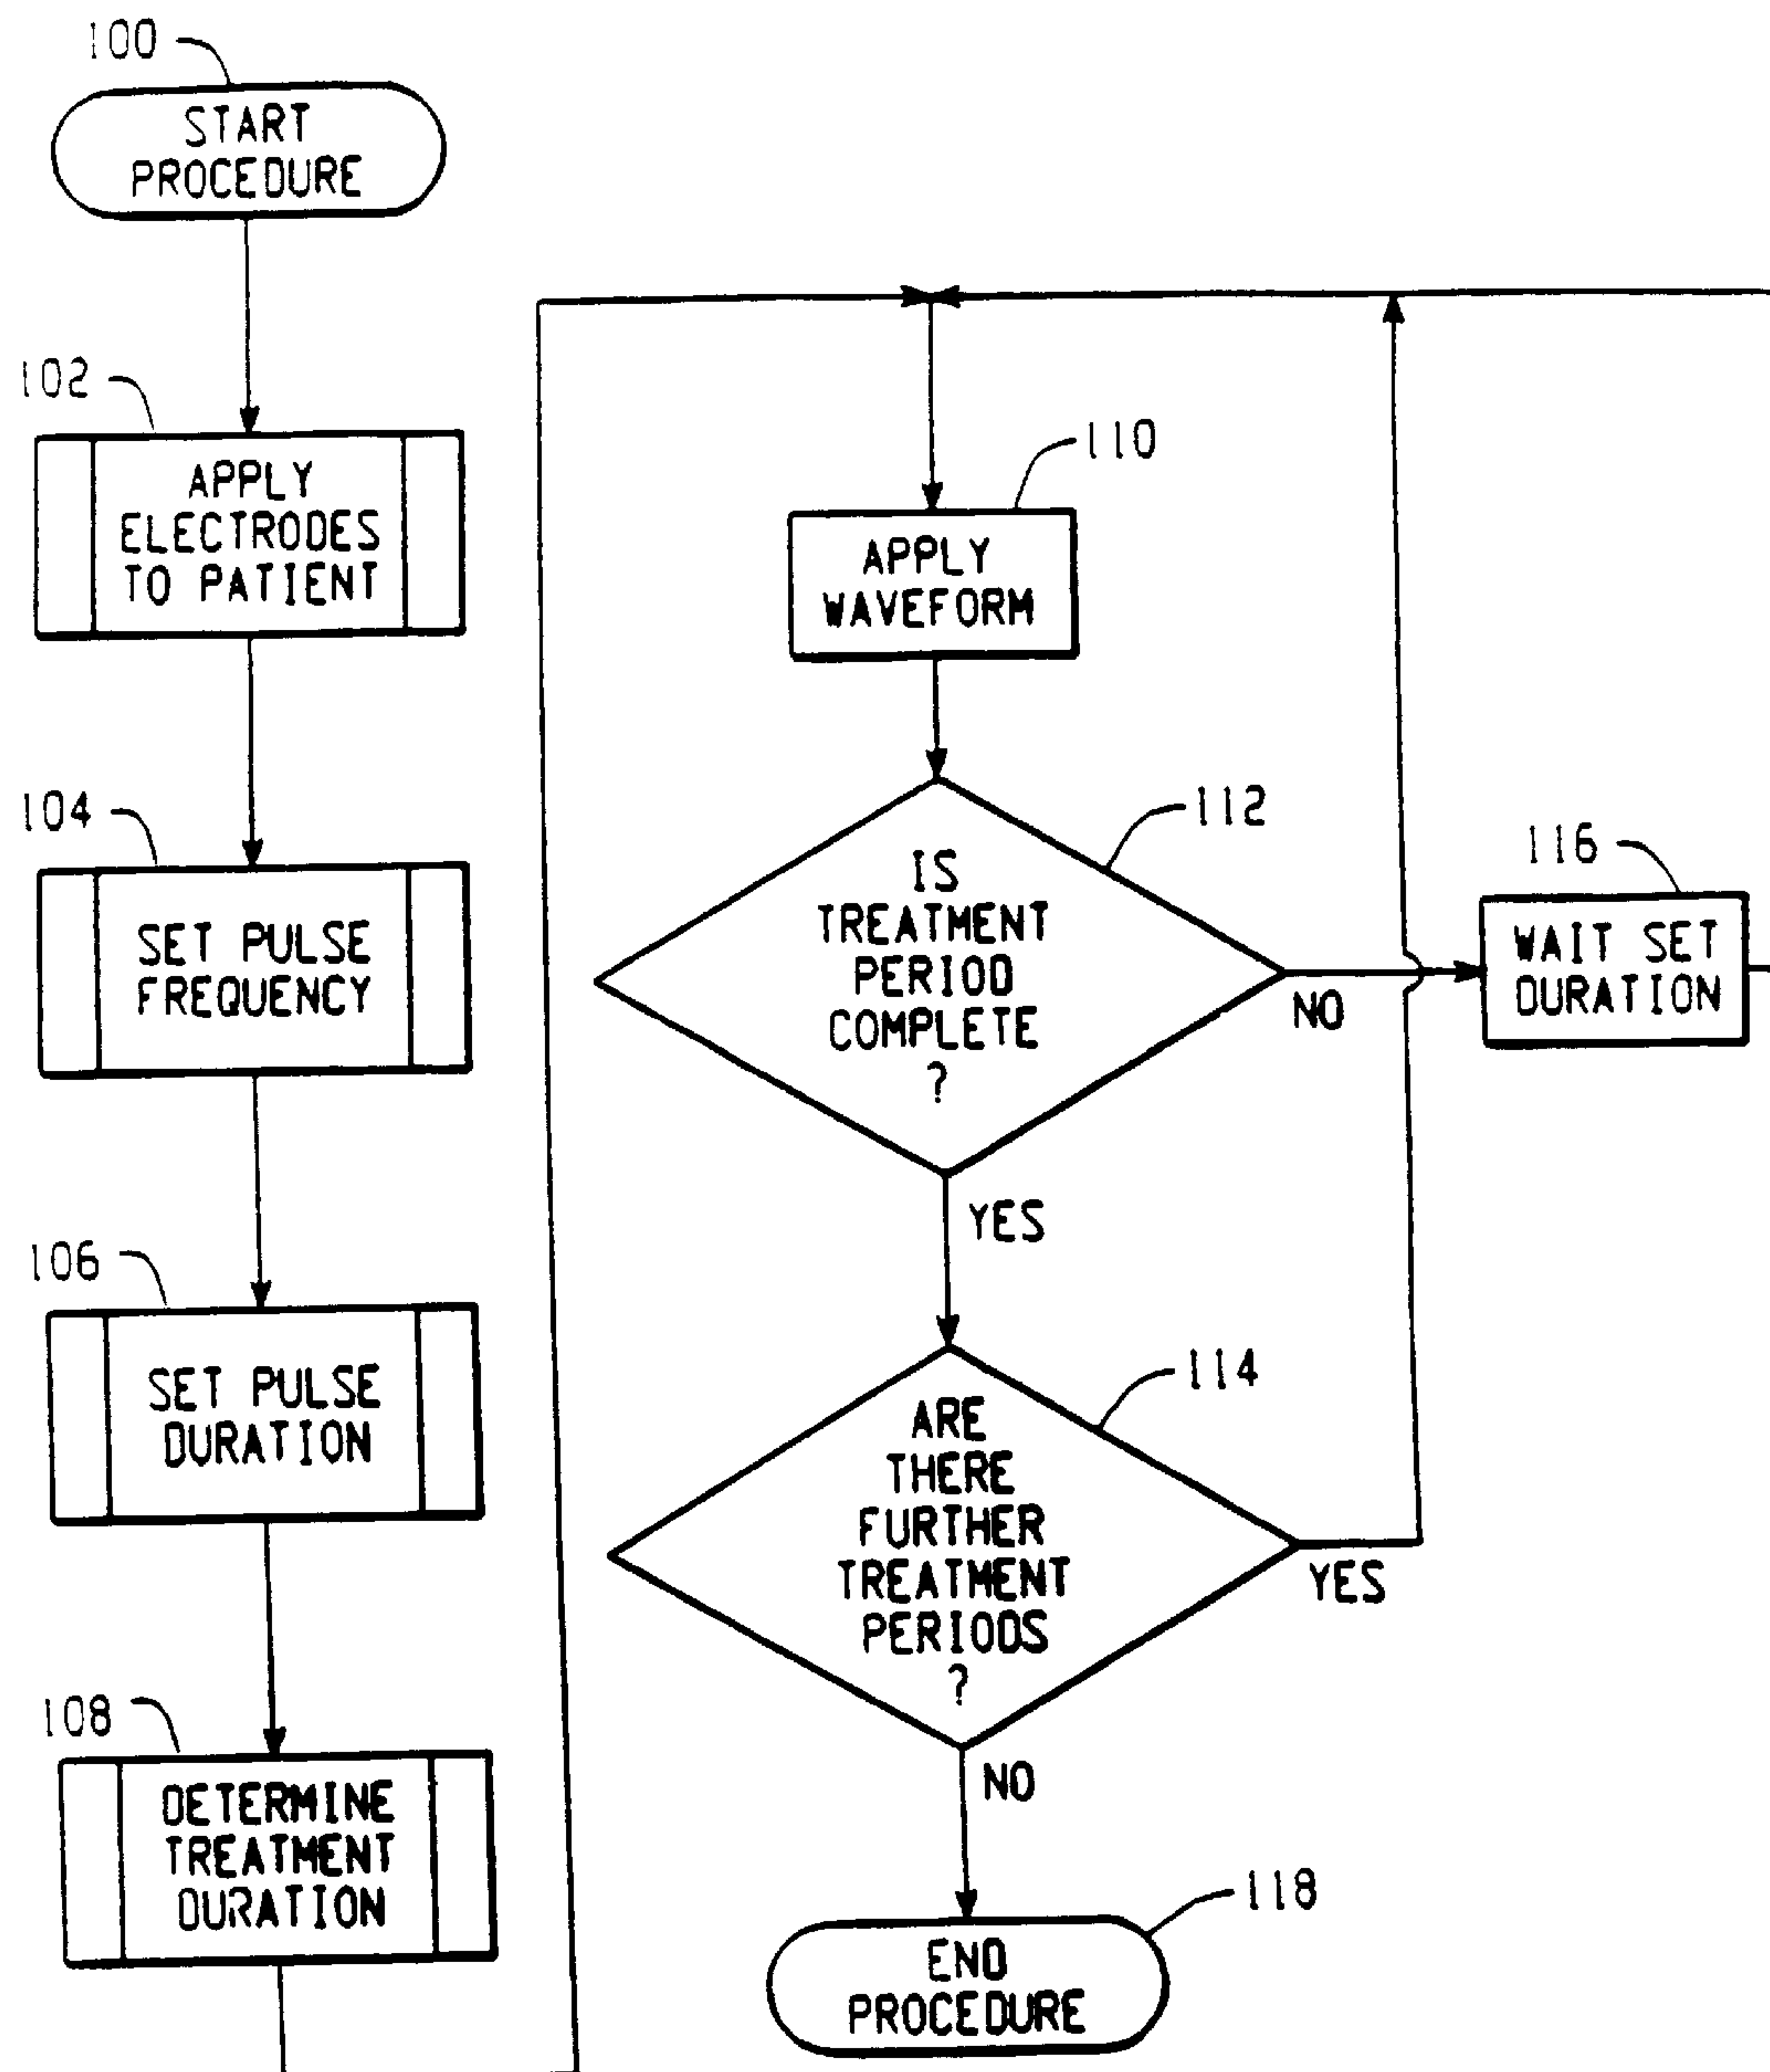 100
START
PROCEDURE
102
APPLY
ELECTRODES
TO PATIENT
104
SET PULSE
FREQUENCY
106
SET PULSE
DURATION
108
DETERMINE
TREATMENT
DURATION
110
APPLY
WAVEFORM
112
IS
TREATMENT
PERIOD
COMPLETE
?
NO
116
WAIT SET
DURATION
YES
114
ARE
THERE
FURTHER
TREATMENT
PERIODS
?
YES
NO
118
END
PROCEDURE